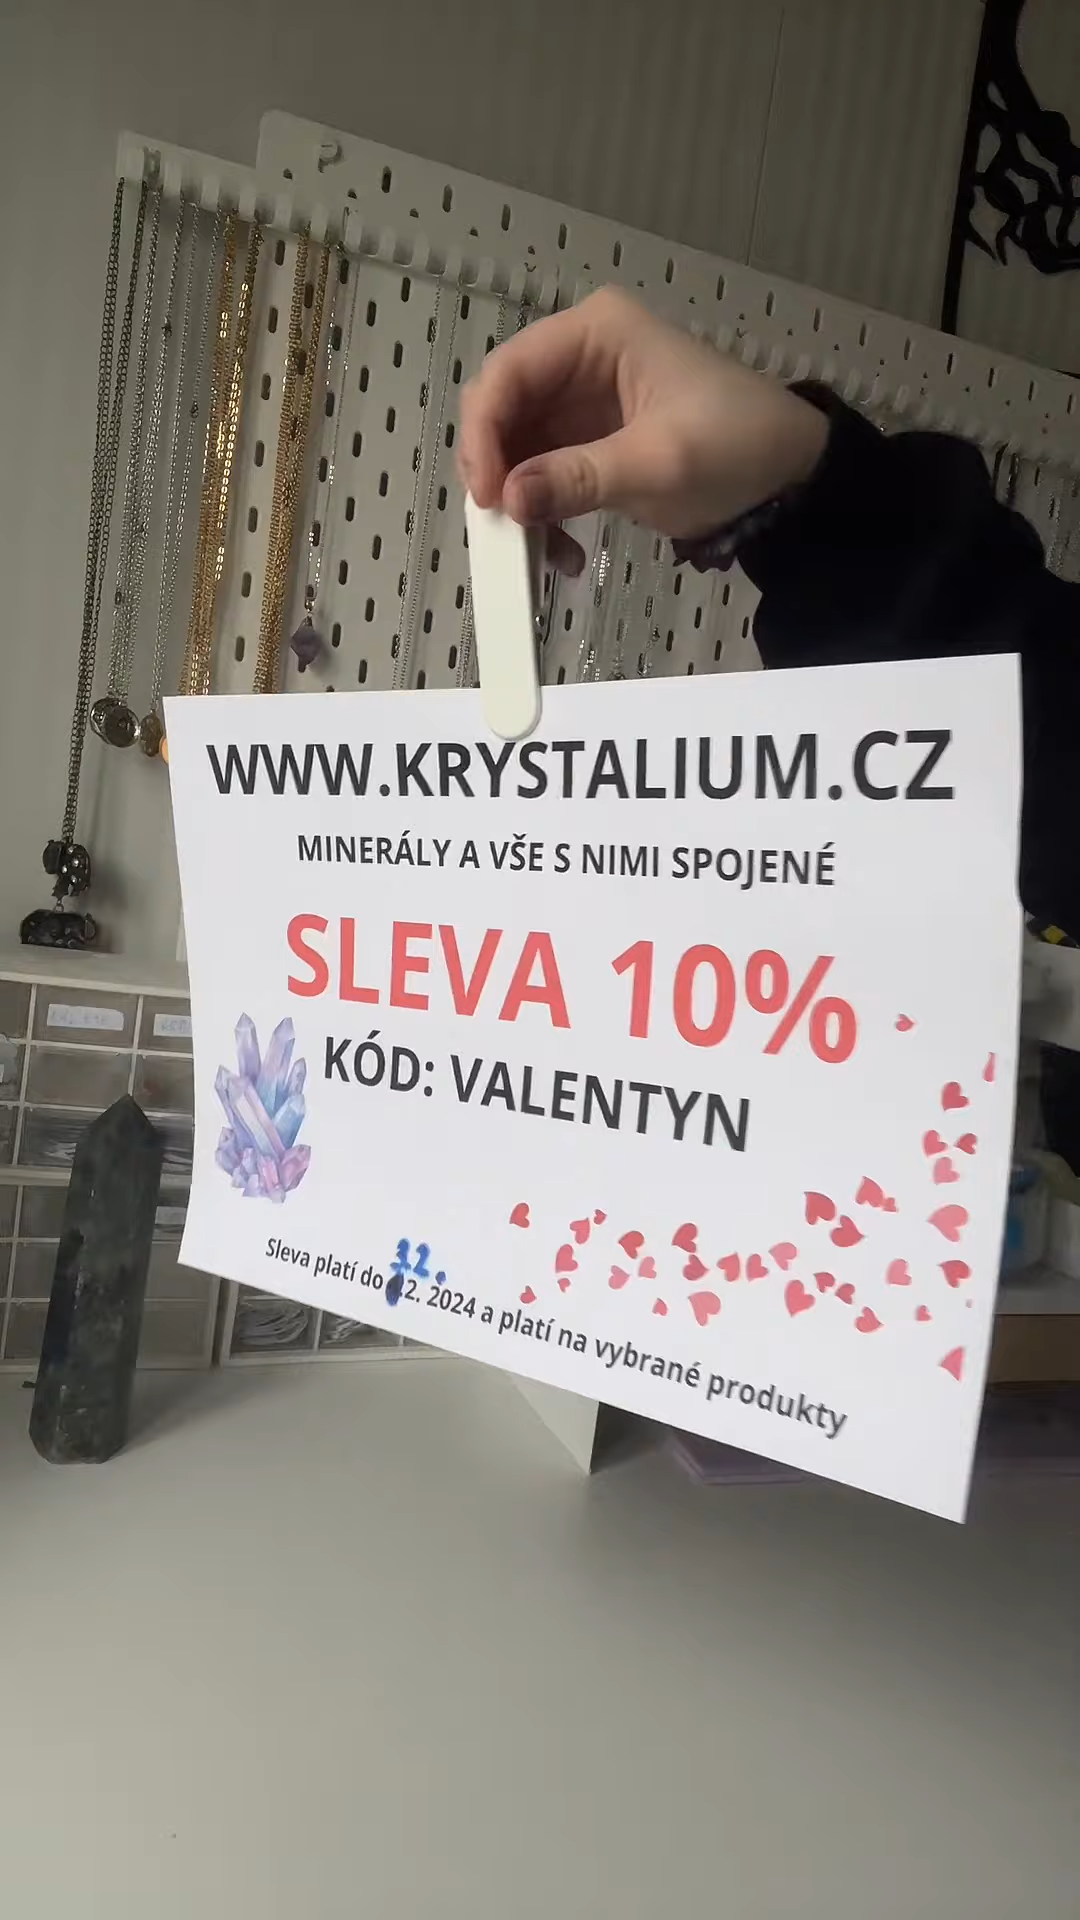 WWW.KRYSTALIUM.CZ
MINERÁLY A VŠE S NIMI SPOJENÉ
SLEVA 10%
KÓD: VALENTYN
12.
Sleva platí do .2. 2024 a platí na vybrané produkty